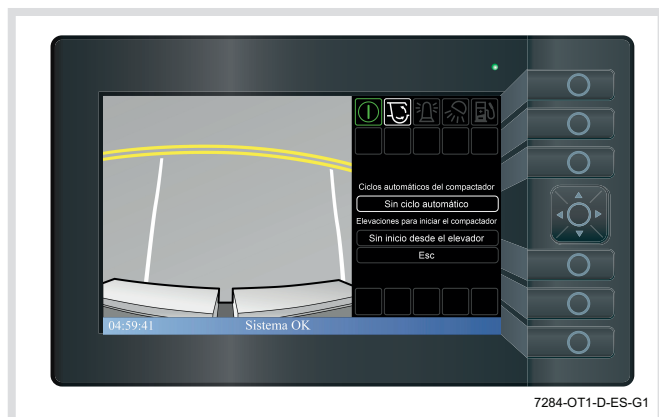 Ciclos automáticos del compactador
Sin ciclo automático
Elevaciones para iniciar el compactador
Sin inicio desde el elevador
Esc
04:59:41 Sistema OK
7284-OT1-D-ES-G1